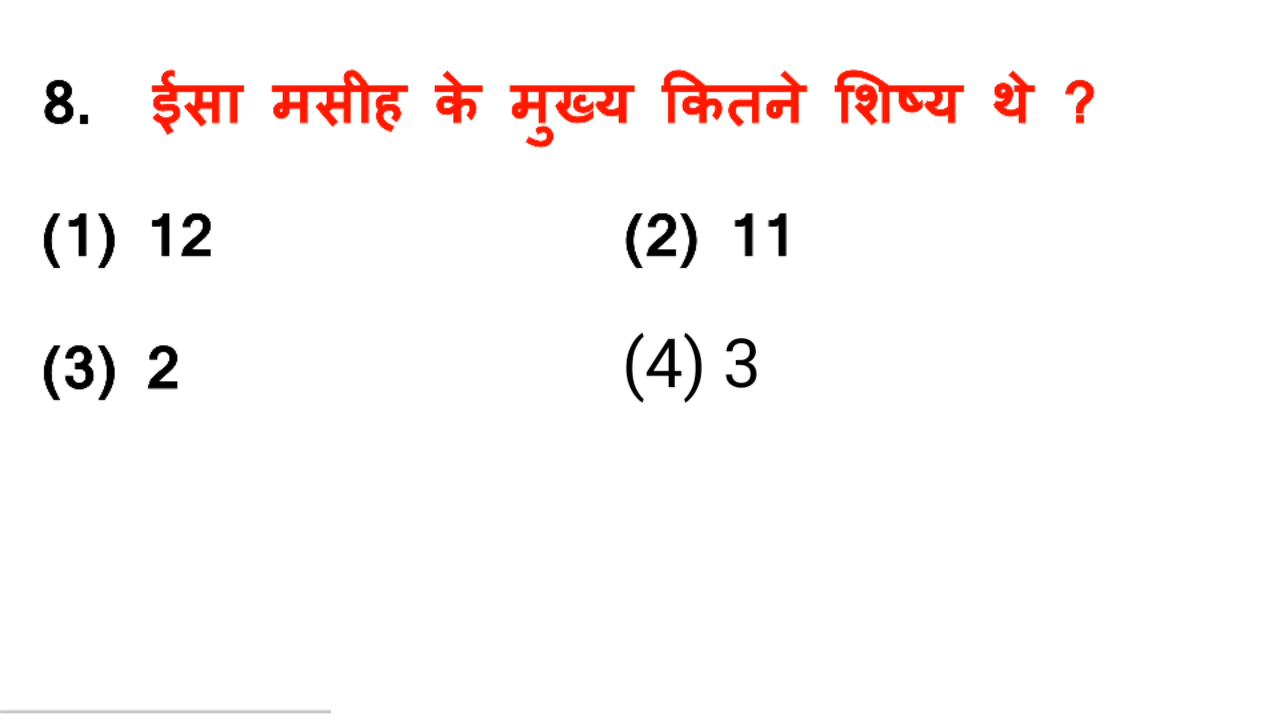 8. ईसा मसीह के मुख्य कितने शिष्य थे ?
(1) 12 (2) 11
(3) 2 (4) 3